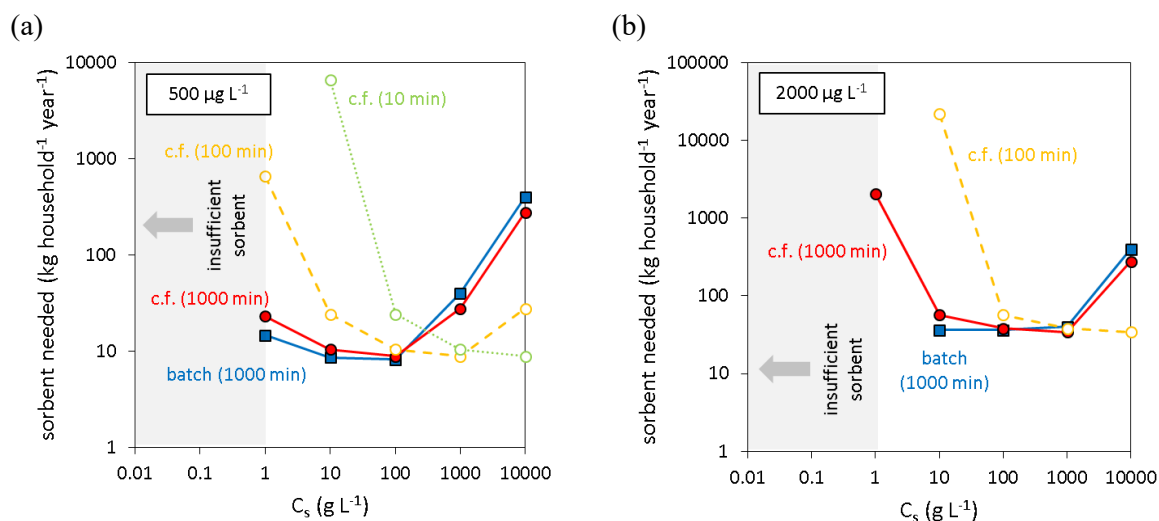 (a)
sorbent needed (kg household⁻¹ year⁻¹)
10000
1000
100
10
1
500 µg L⁻¹
c.f. (10 min)
c.f. (100 min)
insufficient
sorbent
c.f. (1000 min)
batch (1000 min)
0.01
0.1
1
10
100
1000
10000
Cₛ (g L⁻¹)
(b)
sorbent needed (kg household⁻¹ year⁻¹)
100000
10000
1000
100
10
1
2000 µg L⁻¹
c.f. (100 min)
c.f. (1000 min)
insufficient
sorbent
batch
(1000 min)
0.01
0.1
1
10
100
1000
10000
Cₛ (g L⁻¹)